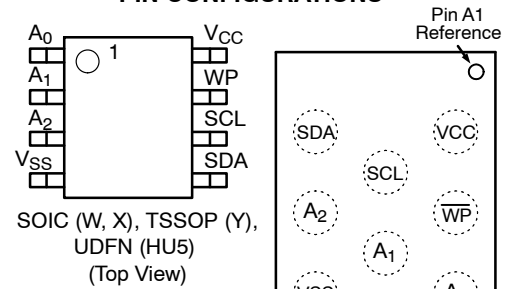 PIN CONFIGURATIONS
Pin A1
Reference
A0 VCC
1
A1 WP
A2 SCL
VSS SDA
SOIC (W, X), TSSOP (Y),
UDFN (HU5)
(Top View)
SDA VCC
SCL
A2 W̅P̅
A1